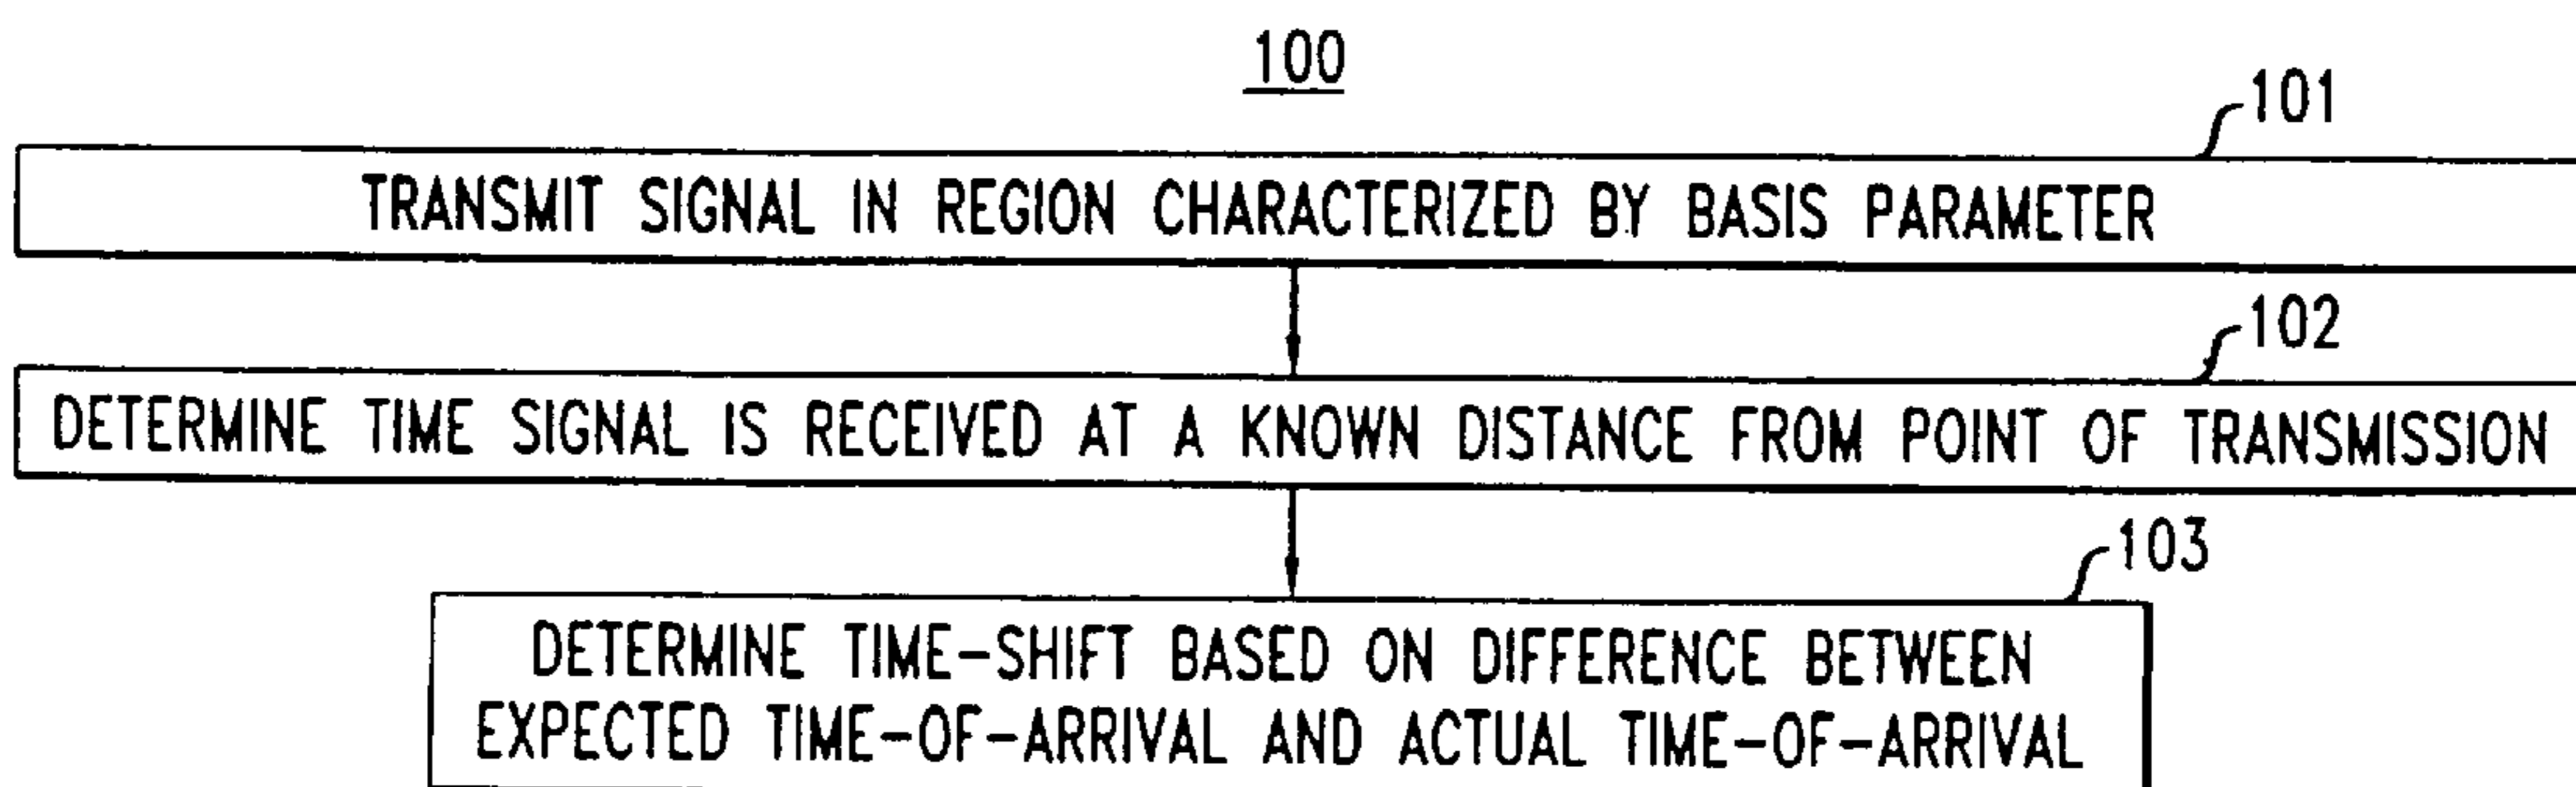 100
101
TRANSMIT SIGNAL IN REGION CHARACTERIZED BY BASIS PARAMETER
102
DETERMINE TIME SIGNAL IS RECEIVED AT A KNOWN DISTANCE FROM POINT OF TRANSMISSION
103
DETERMINE TIME-SHIFT BASED ON DIFFERENCE BETWEEN
EXPECTED TIME-OF-ARRIVAL AND ACTUAL TIME-OF-ARRIVAL